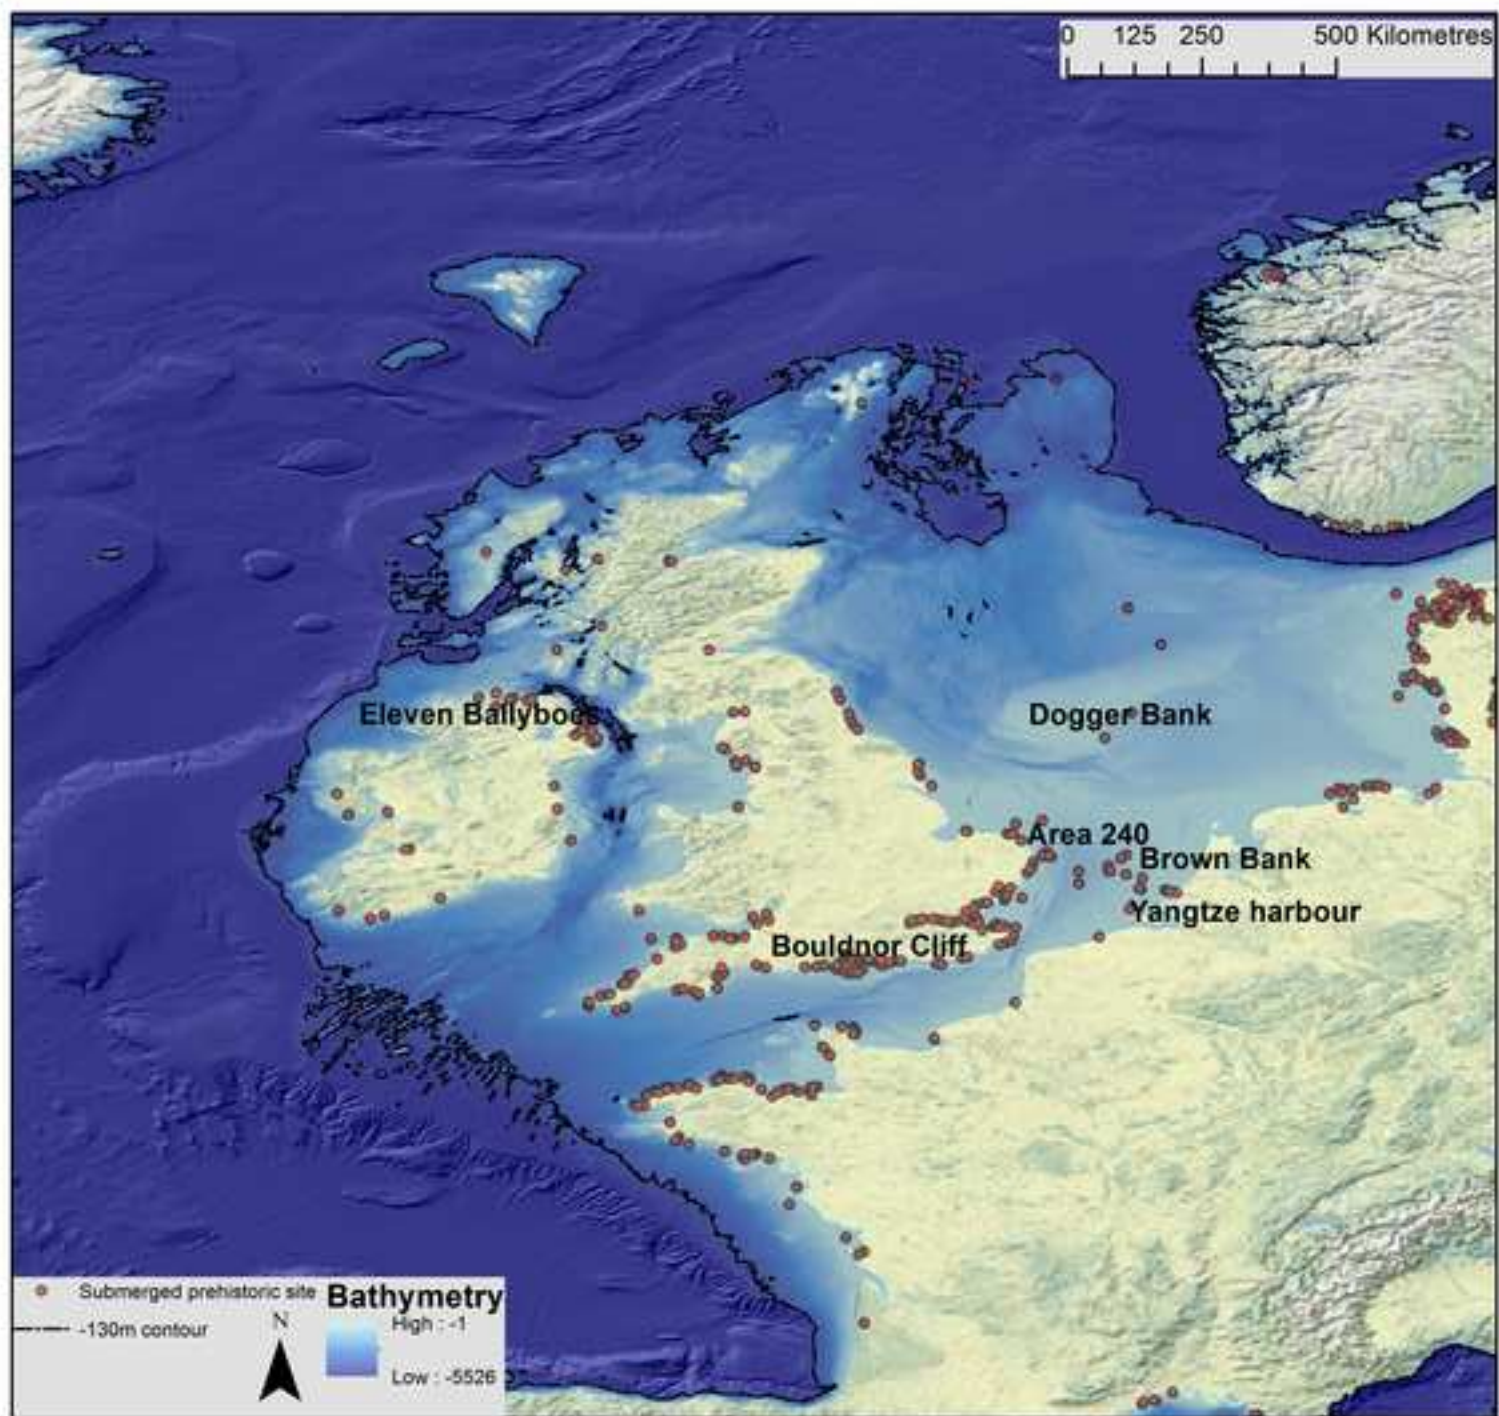 0 125 250 500 Kilometres
Eleven Ballyboes
Dogger Bank
Area 240
Brown Bank
Yangtze harbour
Bouldnor Cliff
Submerged prehistoric site
-130m contour
N
Bathymetry
High : -1
Low : -5526